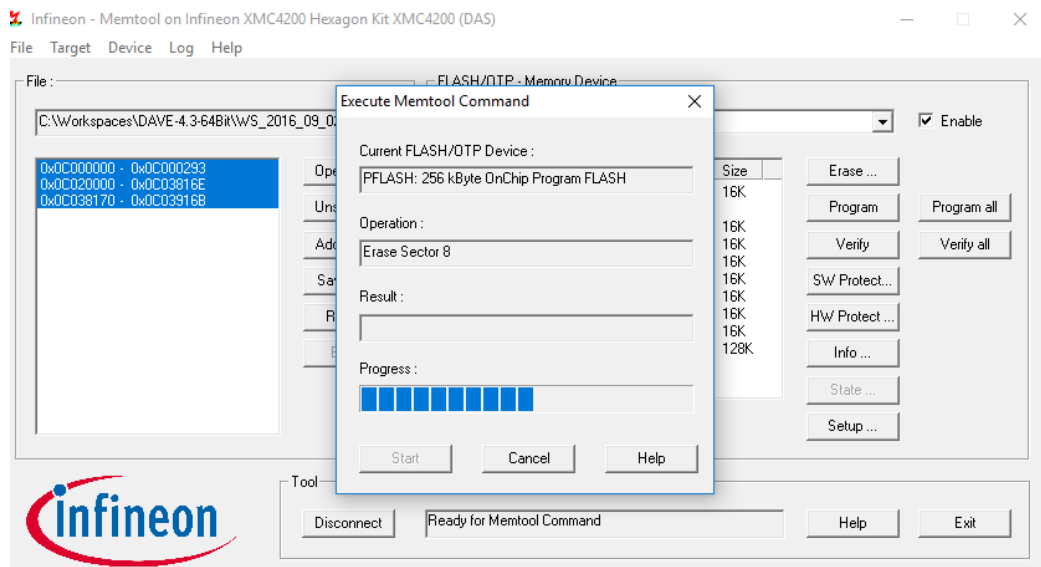 Infineon - Memtool on Infineon XMC4200 Hexagon Kit XMC4200 (DAS)
File Target Device Log Help
File :
FLASH/OTP - Memory Device
C:\Workspaces\DAVE-4.3-64Bit\WS_2016_09_0
Enable
0x0C000000 - 0x0C000293
0x0C020000 - 0x0C03816E
0x0C038170 - 0x0C03916B
Execute Memtool Command
Current FLASH/OTP Device :
PFLASH: 256 kByte OnChip Program FLASH
Operation :
Erase Sector 8
Result :
Progress :
Start Cancel Help
Size
16K
16K
16K
16K
16K
16K
16K
16K
128K
Erase ...
Program
Verify
SW Protect...
HW Protect ...
Info ...
State ...
Setup ...
Program all
Verify all
infineon
Tool
Disconnect
Ready for Memtool Command
Help
Exit